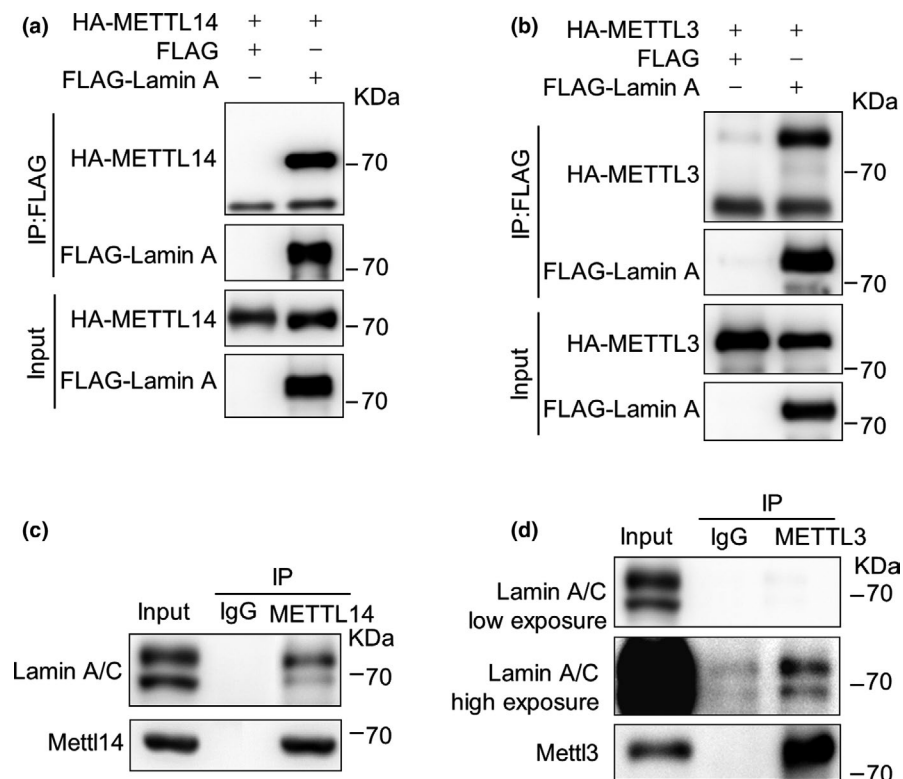 (a)
HA-METTL14 + +
FLAG + –
FLAG-Lamin A – +
KDa
IP:FLAG
HA-METTL14
–70
FLAG-Lamin A
–70
Input
HA-METTL14
–70
FLAG-Lamin A
–70
(b)
HA-METTL3 + +
FLAG + –
FLAG-Lamin A – +
KDa
IP:FLAG
HA-METTL3
–70
FLAG-Lamin A
–70
Input
HA-METTL3
–70
FLAG-Lamin A
–70
(c)
IP
Input IgG METTL14
KDa
Lamin A/C
–70
Mettl14
–70
(d)
IP
Input IgG METTL3
KDa
Lamin A/C
low exposure
–70
Lamin A/C
high exposure
–70
Mettl3
–70